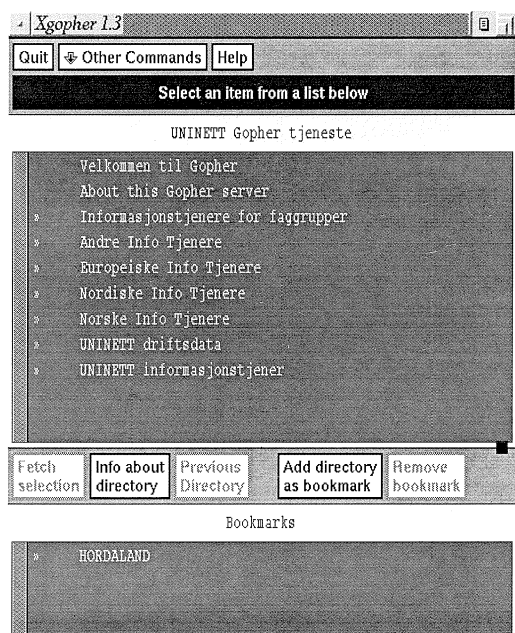 Xgopher 1.3
Quit Other Commands Help
Select an item from a list below
UNINETT Gopher tjeneste
Velkommen til Gopher
About this Gopher server
» Informasjonstjenere for faggrupper
» Andre Info Tjenere
» Europeiske Info Tjenere
» Nordiske Info Tjenere
» Norske Info Tjenere
» UNINETT driftsdata
» UNINETT informasjonstjener
Fetch selection
Info about directory
Previous Directory
Add directory as bookmark
Remove bookmark
Bookmarks
» HORDALAND